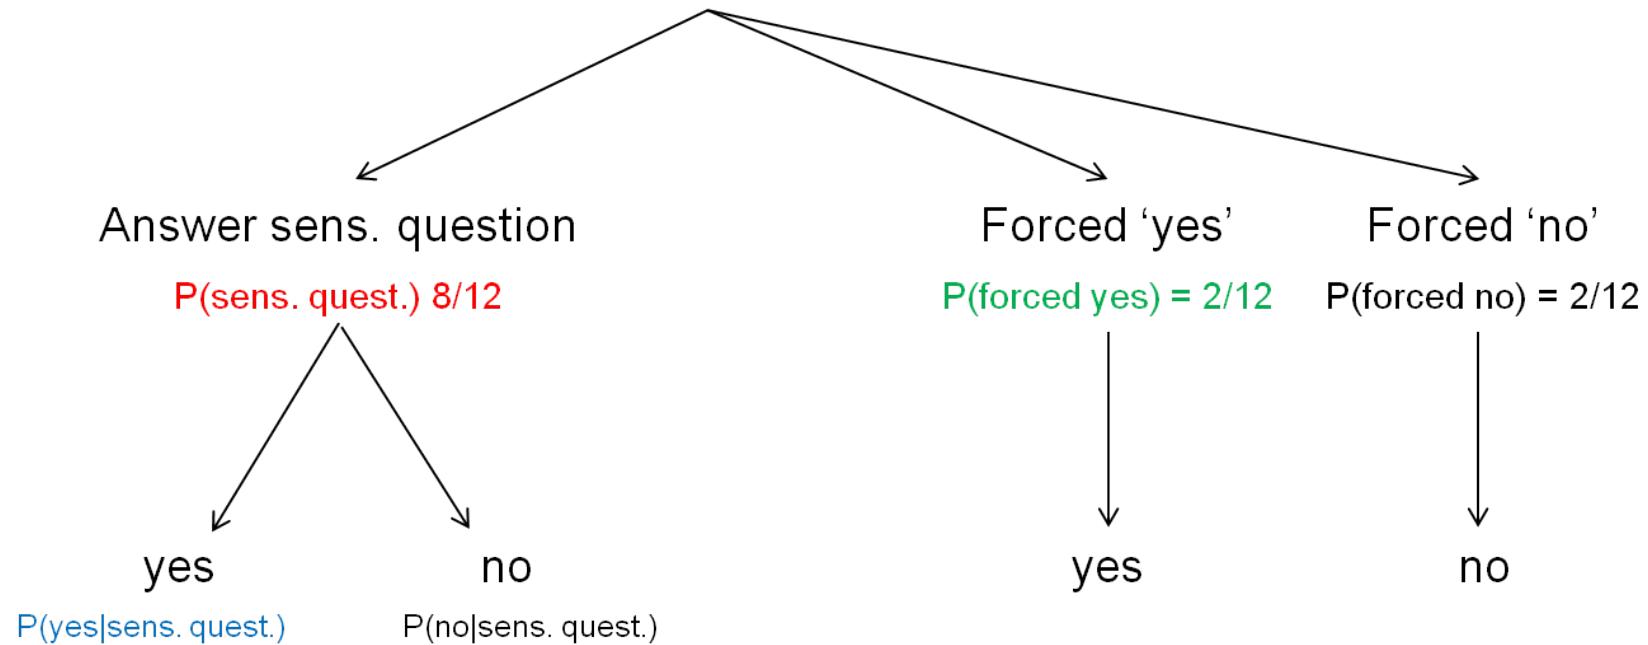 Answer sens. question
P(sens. quest.) 8/12
Forced ‘yes’
P(forced yes) = 2/12
Forced ‘no’
P(forced no) = 2/12
yes
P(yes|sens. quest.)
no
P(no|sens. quest.)
yes
no